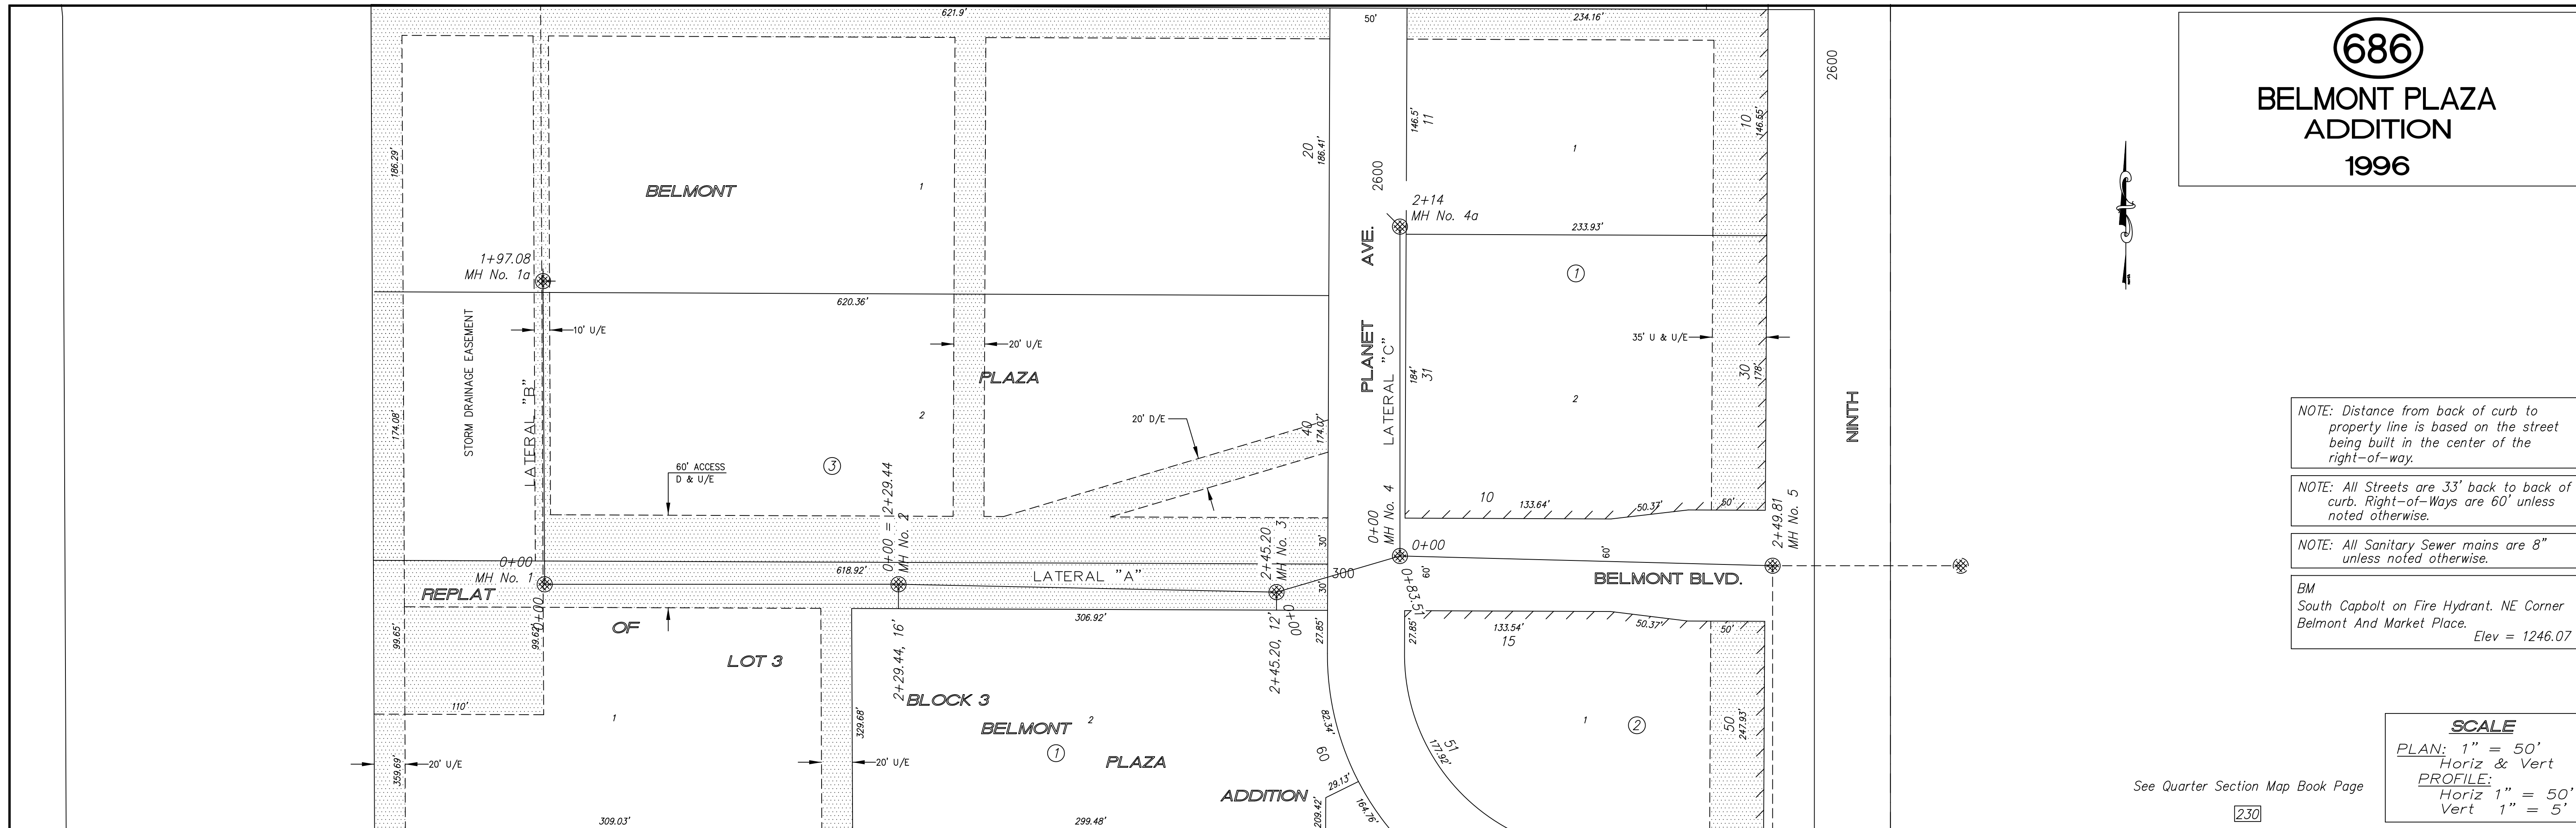 621.9'
50'
234.16'
2600
686
BELMONT PLAZA
ADDITION
1996
186.29'
BELMONT
1
20
186.41'
2600
146.5'
11
1
10
146.65'
2+14
MH No. 4a
233.93'
1+97.08
MH No. 1a
620.36'
AVE.
1
STORM DRAINAGE EASEMENT
10' U/E
20' U/E
35' U & U/E
LATERAL "B"
PLAZA
PLANET
LATERAL "C"
184'
31
30
178'
2
NINTH
174.08'
2
20' D/E
40
174.07'
NOTE: Distance from back of curb to
property line is based on the street
being built in the center of the
right-of-way.
60' ACCESS
D & U/E
3
0+00 = 2+29.44
MH No. 2
10
133.64'
50.37'
50'
NOTE: All Streets are 33' back to back of
curb. Right-of-Ways are 60' unless
noted otherwise.
2+45.20
MH No. 3
30'
0+00
MH No. 4
0+00
60'
2+49.81
MH No. 5
NOTE: All Sanitary Sewer mains are 8"
unless noted otherwise.
0+00
MH No. 1
618.92'
LATERAL "A"
300
30'
0+83.51
60'
BELMONT BLVD.
BM
South Capbolt on Fire Hydrant. NE Corner
Belmont And Market Place.
Elev = 1246.07
REPLAT
0+00
99.65'
99.62'
OF
306.92'
2+45.20, 12'
0+00
27.85'
27.85'
133.54'
15
50.37'
50'
LOT 3
2+29.44, 16'
BLOCK 3
110'
1
329.68'
BELMONT
2
1
82.34'
60
51
177.92'
1
2
50
247.93'
SCALE
PLAN: 1" = 50'
Horiz & Vert
PROFILE:
Horiz 1" = 50'
Vert 1" = 5'
359.69'
20' U/E
20' U/E
PLAZA
ADDITION
29.13'
209.42'
164.76'
See Quarter Section Map Book Page
230
309.03'
299.48'